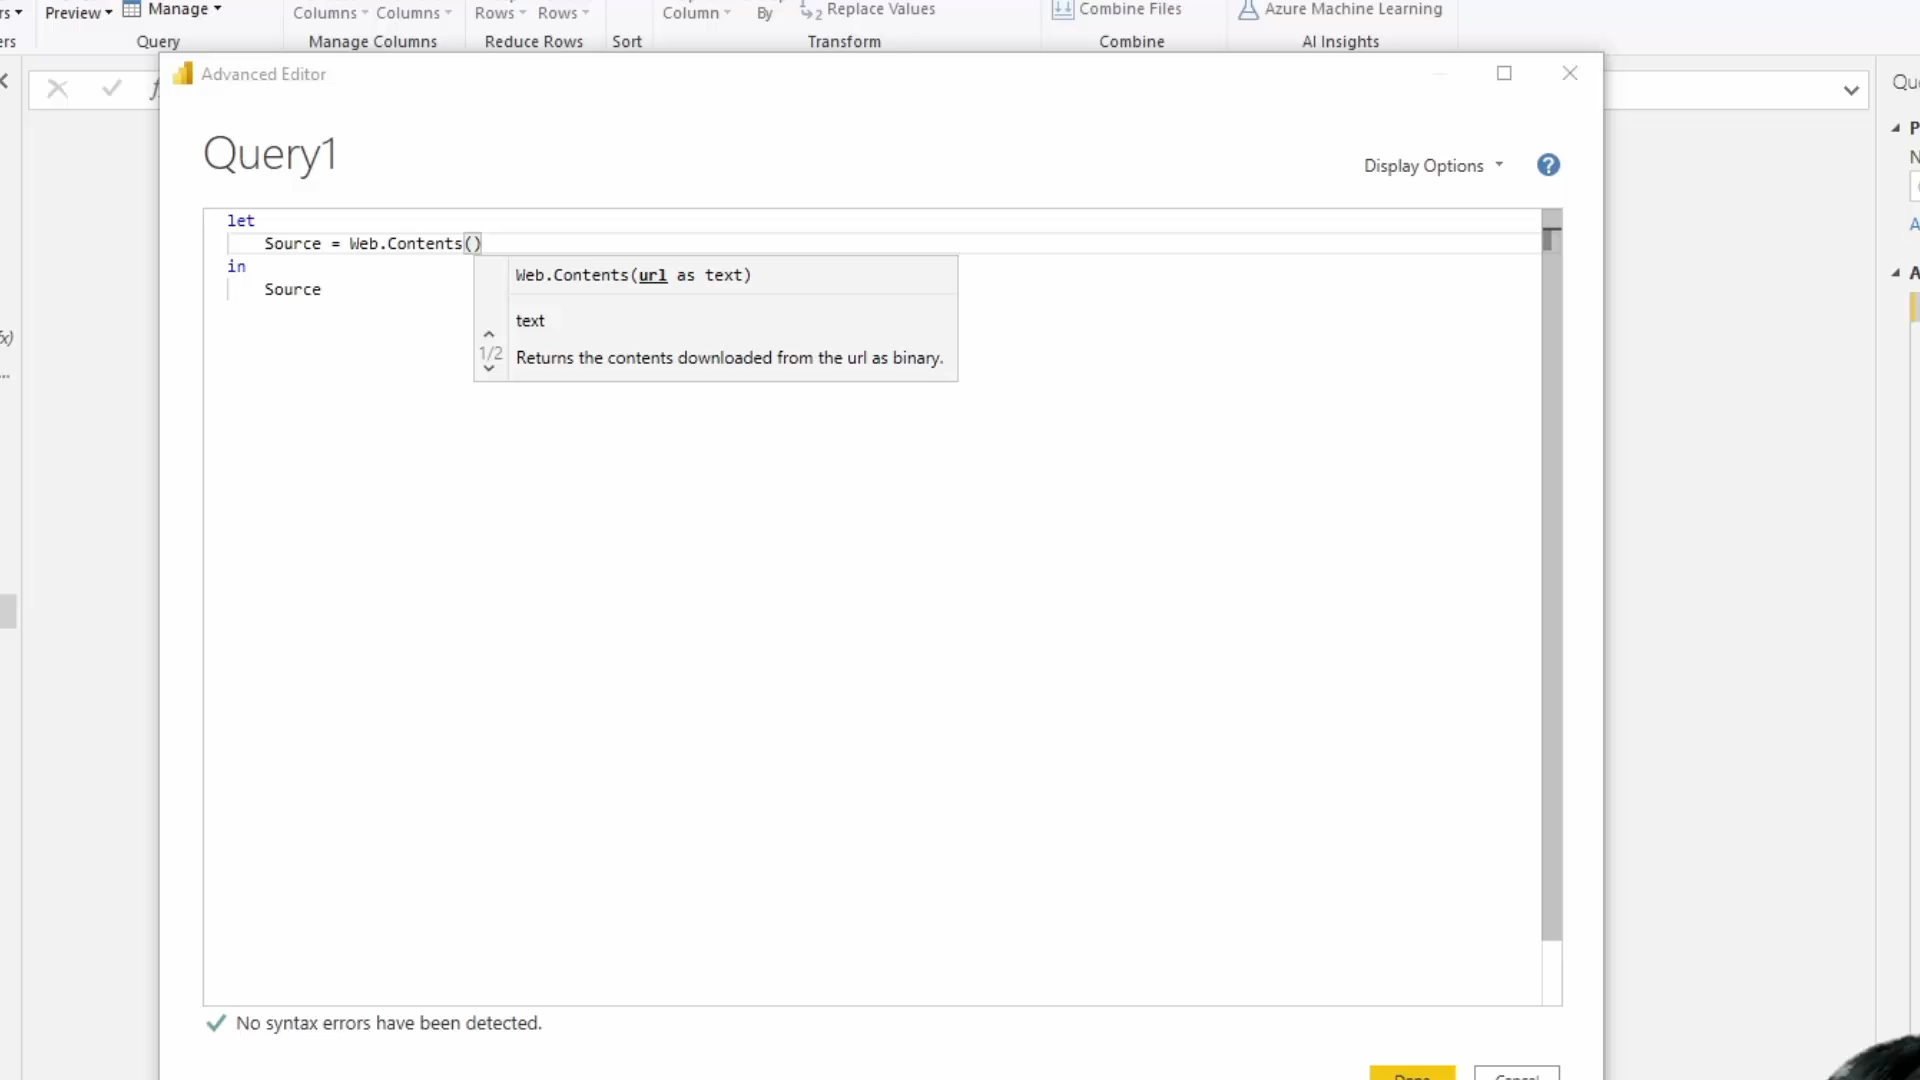 Preview
Manage
Columns Columns
Rows Rows
Column
By
Replace Values
Combine Files
Azure Machine Learning
ers
Query
Manage Columns
Reduce Rows
Sort
Transform
Combine
AI Insights
Advanced Editor
Query1
Display Options
?
let
Source = Web.Contents()
in
Source
Web.Contents(url as text)
text
1/2
Returns the contents downloaded from the url as binary.
No syntax errors have been detected.
Done
Cancel